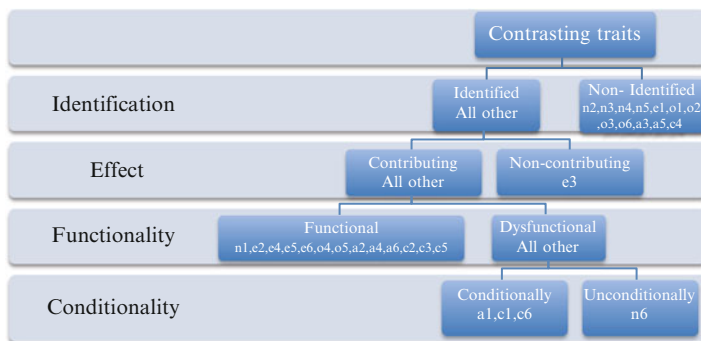 Contrasting traits
Identification
Identified
All other
Non- Identified
n2,n3,n4,n5,e1,o1,o2
,o3,o6,a3,a5,c4
Effect
Contributing
All other
Non-contributing
e3
Functionality
Functional
n1,e2,e4,e5,e6,o4,o5,a2,a4,a6,c2,c3,c5
Dysfunctional
All other
Conditionality
Conditionally
a1,c1,c6
Unconditionally
n6